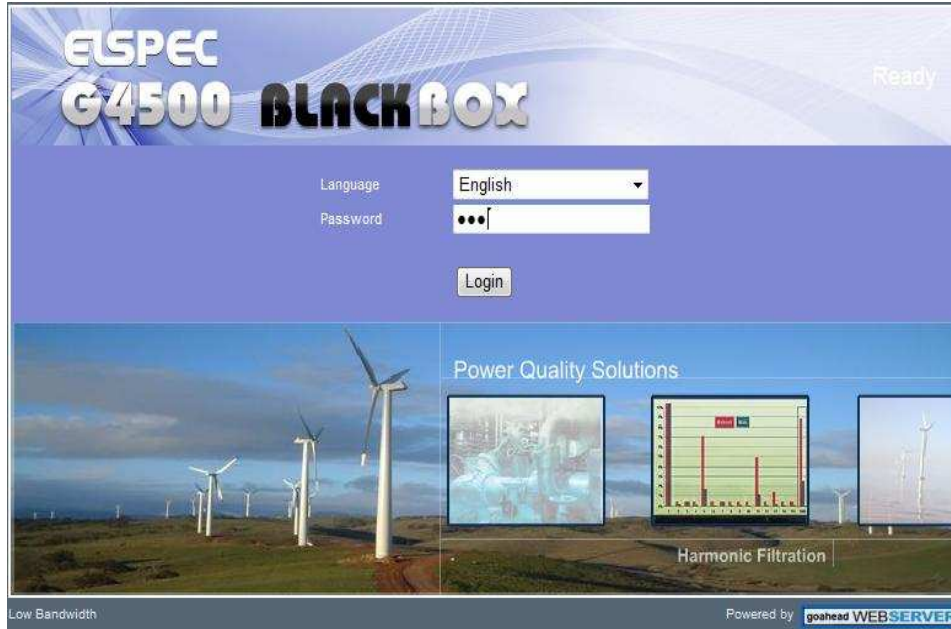 ELSPEC
G4500 BLACKBOX
Ready
Language English
Password •••
Login
Power Quality Solutions
Harmonic Filtration
Low Bandwidth
Powered by goahead WEBSERVER